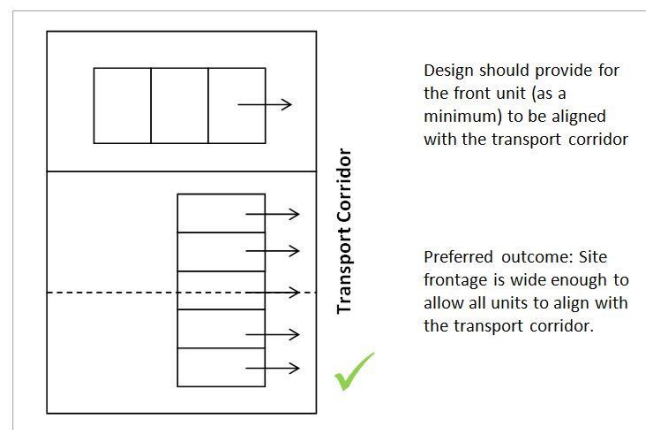 Design should provide for
the front unit (as a
minimum) to be aligned
with the transport corridor
Transport Corridor
Preferred outcome: Site
frontage is wide enough to
allow all units to align with
the transport corridor.